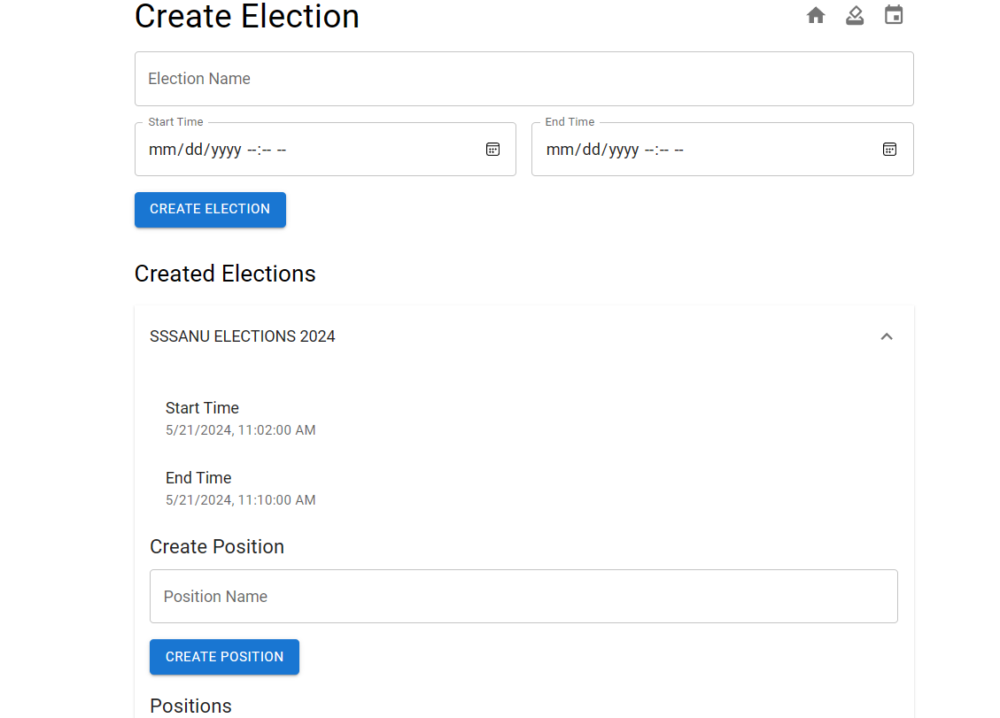 Create Election
Election Name
Start Time
End Time
mm/dd/yyyy --:-- --
mm/dd/yyyy --:-- --
CREATE ELECTION
Created Elections
SSSANU ELECTIONS 2024
Start Time
5/21/2024, 11:02:00 AM
End Time
5/21/2024, 11:10:00 AM
Create Position
Position Name
CREATE POSITION
Positions